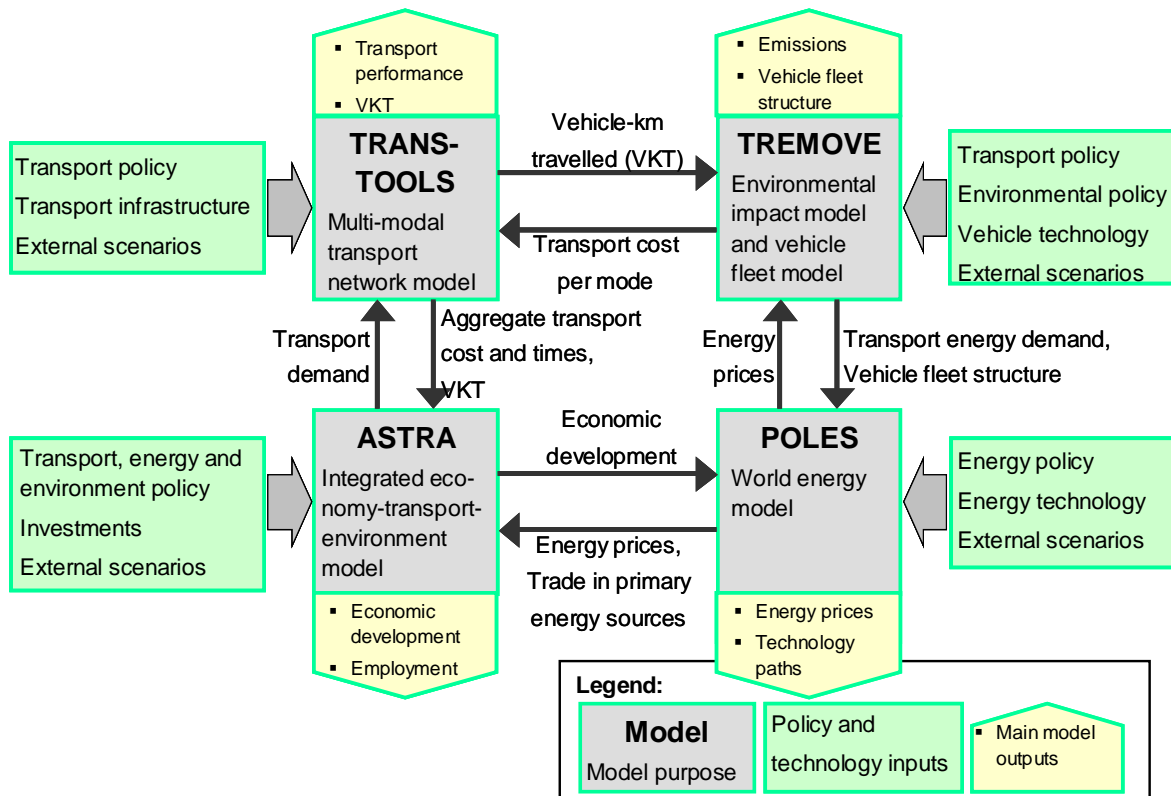 ▪ Transport
performance
▪ VKT
▪ Emissions
▪ Vehicle fleet
structure
Transport policy
Transport infrastructure
External scenarios
TRANS-
TOOLS
Multi-modal
transport
network model
Vehicle-km
travelled (VKT)
Transport cost
per mode
TREMOVE
Environmental
impact model
and vehicle
fleet model
Transport policy
Environmental policy
Vehicle technology
External scenarios
Transport
demand
Aggregate transport
cost and times,
VKT
Energy
prices
Transport energy demand,
Vehicle fleet structure
Transport, energy and
environment policy
Investments
External scenarios
ASTRA
Integrated eco-
nomy-transport-
environment
model
Economic
development
Energy prices,
Trade in primary
energy sources
POLES
World energy
model
Energy policy
Energy technology
External scenarios
▪ Economic
development
▪ Employment
▪ Energy prices
▪ Technology
paths
Legend:
Model
Model purpose
Policy and
technology inputs
▪ Main model
outputs